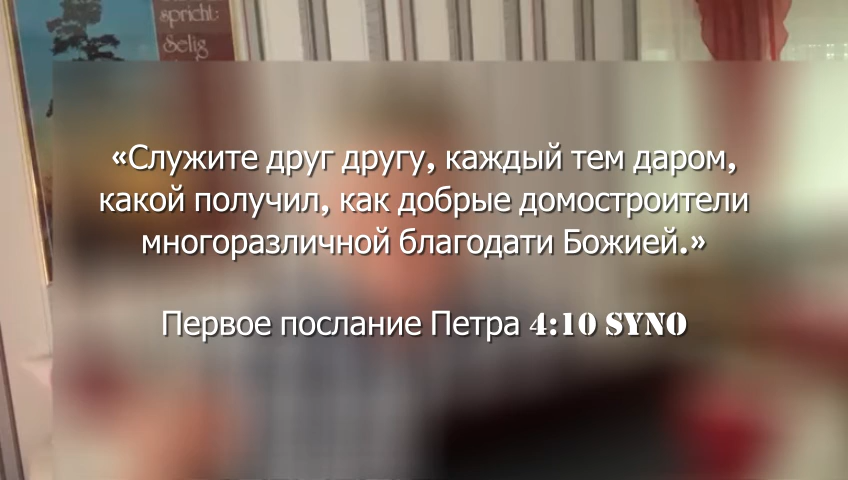 spricht:
Selig
«Служите друг другу, каждый тем даром,
какой получил, как добрые домостроители
многоразличной благодати Божией.»
Первое послание Петра 4:10 SYNO